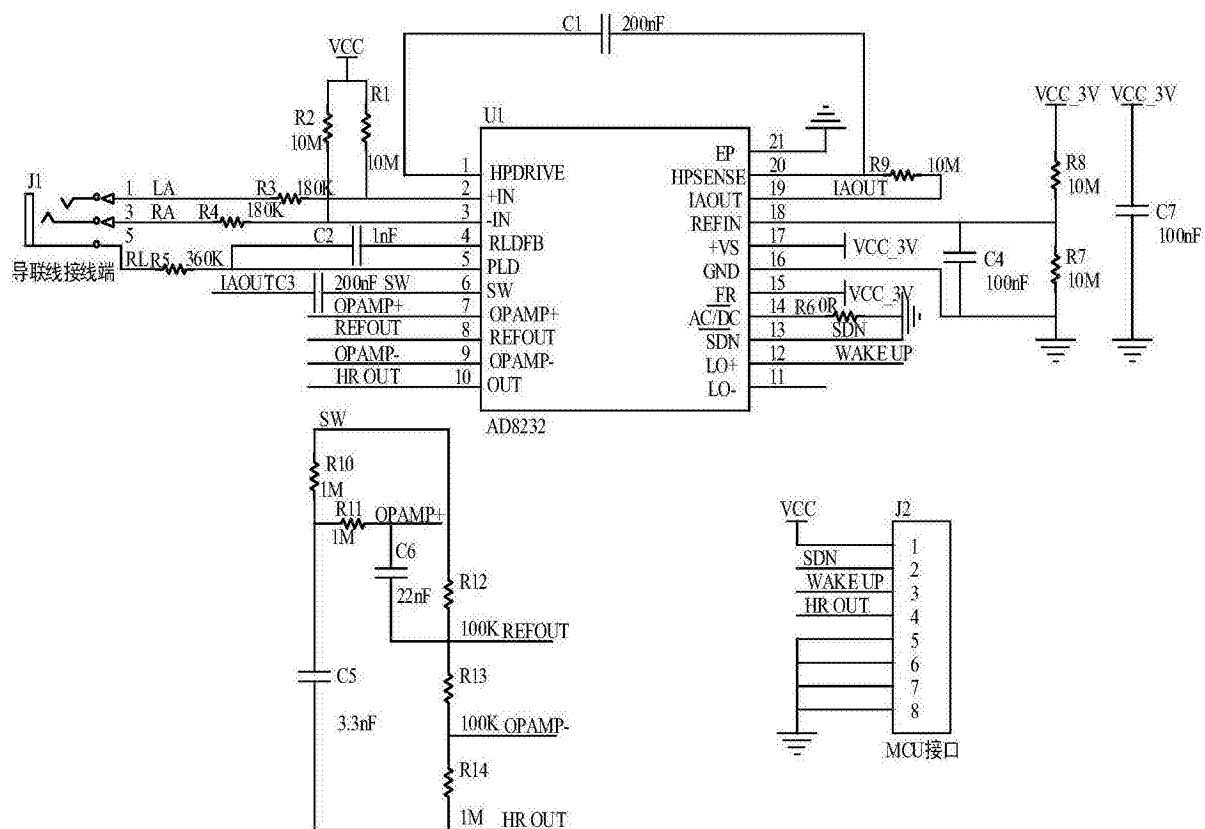 C1 200nF
VCC
R1
R2
10M
10M
U1
VCC_3V VCC_3V
EP 21
1 HPDRIVE
HPSENSE 20
R9 10M
R8
10M
J1
1 LA R3 180K 2 +IN
IAOUT 19 IAOUT
3 RA R4 180K 3 -IN
REFIN 18
C7
100nF
5 C2 1nF 4 RLDFB
+VS 17 VCC_3V
RL R5 360K 5 PLD
GND 16
C4
100nF
R7
10M
导联线接线端
IAOUT C3 200nF SW 6 SW
FR 15 VCC_3V
OPAMP+ 7 OPAMP+
AC/DC 14 R6 0R
REFOUT 8 REFOUT
SDN 13 SDN
OPAMP- 9 OPAMP-
LO+ 12 WAKE UP
HR OUT 10 OUT
LO- 11
AD8232
SW
R10
1M
R11
1M
OPAMP+
C6
22nF
R12
100K REFOUT
C5
3.3nF
R13
100K OPAMP-
R14
1M HR OUT
VCC J2
1
SDN 2
WAKE UP 3
HR OUT 4
5
6
7
8
MCU接口